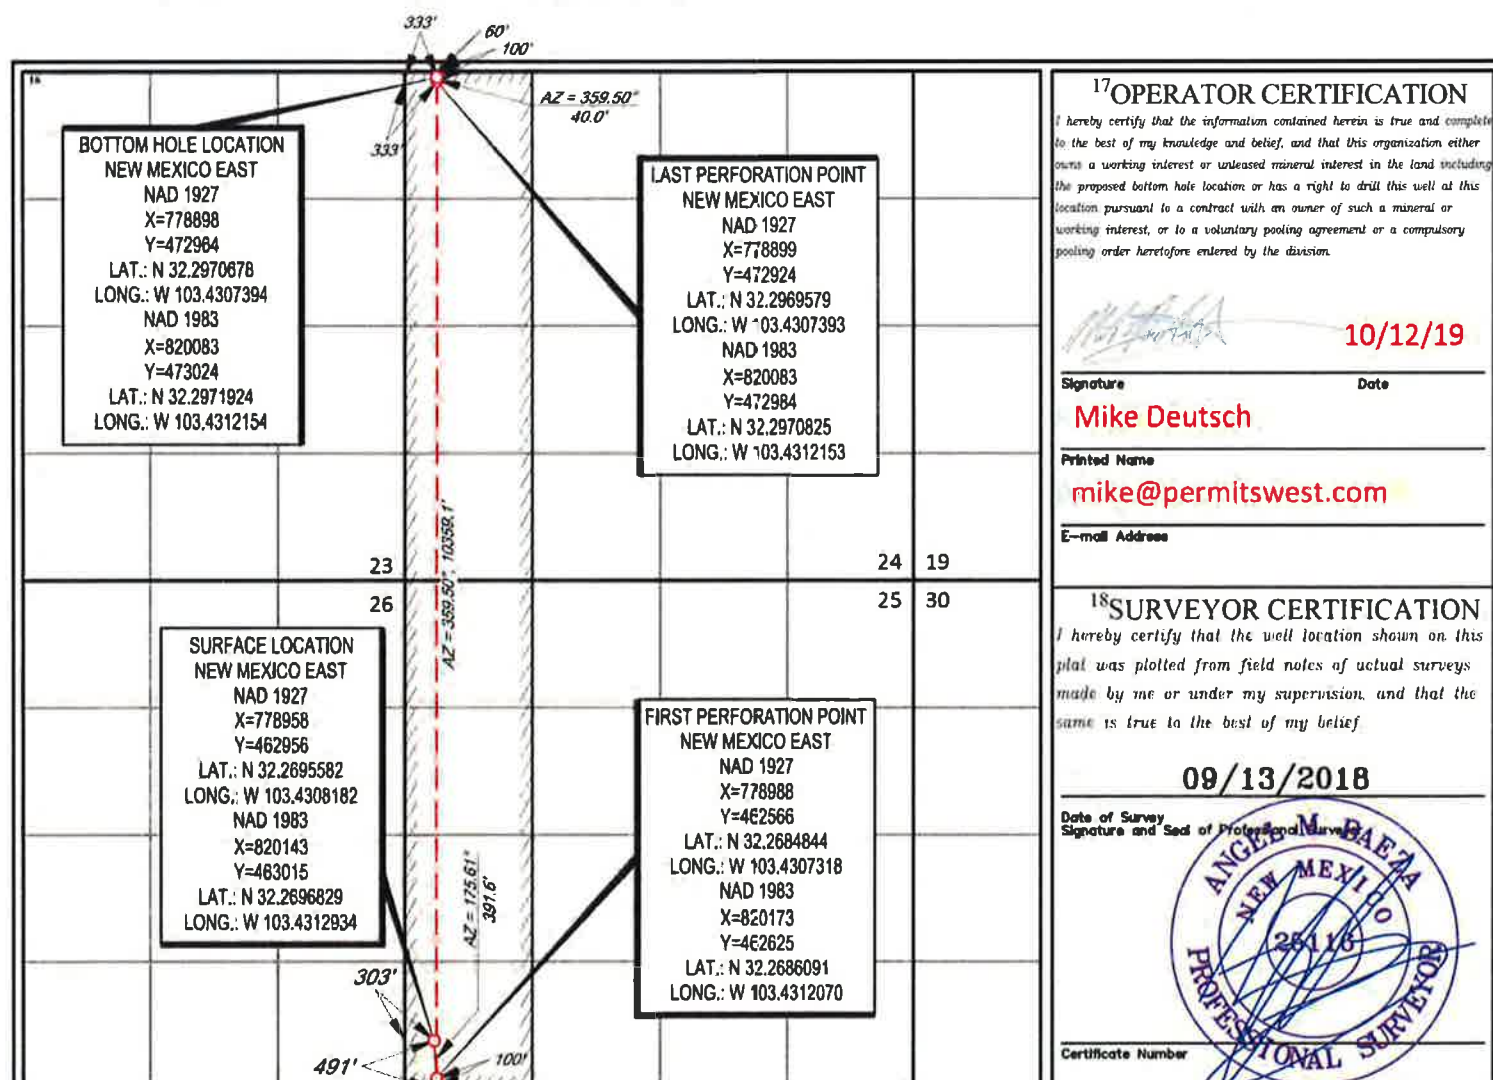 333'
60'
100'
16
AZ = 359.50°
40.0'
333'
BOTTOM HOLE LOCATION
NEW MEXICO EAST
NAD 1927
X=778898
Y=472964
LAT.: N 32.2970678
LONG.: W 103.4307394
NAD 1983
X=820083
Y=473024
LAT.: N 32.2971924
LONG.: W 103.4312154
LAST PERFORATION POINT
NEW MEXICO EAST
NAD 1927
X=778899
Y=472924
LAT.: N 32.2969579
LONG.: W 103.4307393
NAD 1983
X=820083
Y=472984
LAT.: N 32.2970825
LONG.: W 103.4312153
AZ = 359.50°, 10359.1'
23
24
19
26
25
30
SURFACE LOCATION
NEW MEXICO EAST
NAD 1927
X=778958
Y=462956
LAT.: N 32.2695582
LONG.: W 103.4308182
NAD 1983
X=820143
Y=463015
LAT.: N 32.2696829
LONG.: W 103.4312934
FIRST PERFORATION POINT
NEW MEXICO EAST
NAD 1927
X=778988
Y=462566
LAT.: N 32.2684844
LONG.: W 103.4307318
NAD 1983
X=820173
Y=462625
LAT.: N 32.2686091
LONG.: W 103.4312070
AZ = 175.61°
391.6'
303'
491'
100'
17 OPERATOR CERTIFICATION
I hereby certify that the information contained herein is true and complete
to the best of my knowledge and belief, and that this organization either
owns a working interest or unleased mineral interest in the land including
the proposed bottom hole location or has a right to drill this well at this
location pursuant to a contract with an owner of such a mineral or
working interest, or to a voluntary pooling agreement or a compulsory
pooling order heretofore entered by the division.
10/12/19
Signature Date
Mike Deutsch
Printed Name
mike@permitswest.com
E-mail Address
18 SURVEYOR CERTIFICATION
I hereby certify that the well location shown on this
plat was plotted from field notes of actual surveys
made by me or under my supervision, and that the
same is true to the best of my belief.
09/13/2018
Date of Survey
Signature and Seal of Professional Surveyor
ANGEL M. BAEZA
NEW MEXICO
25116
PROFESSIONAL SURVEYOR
Certificate Number